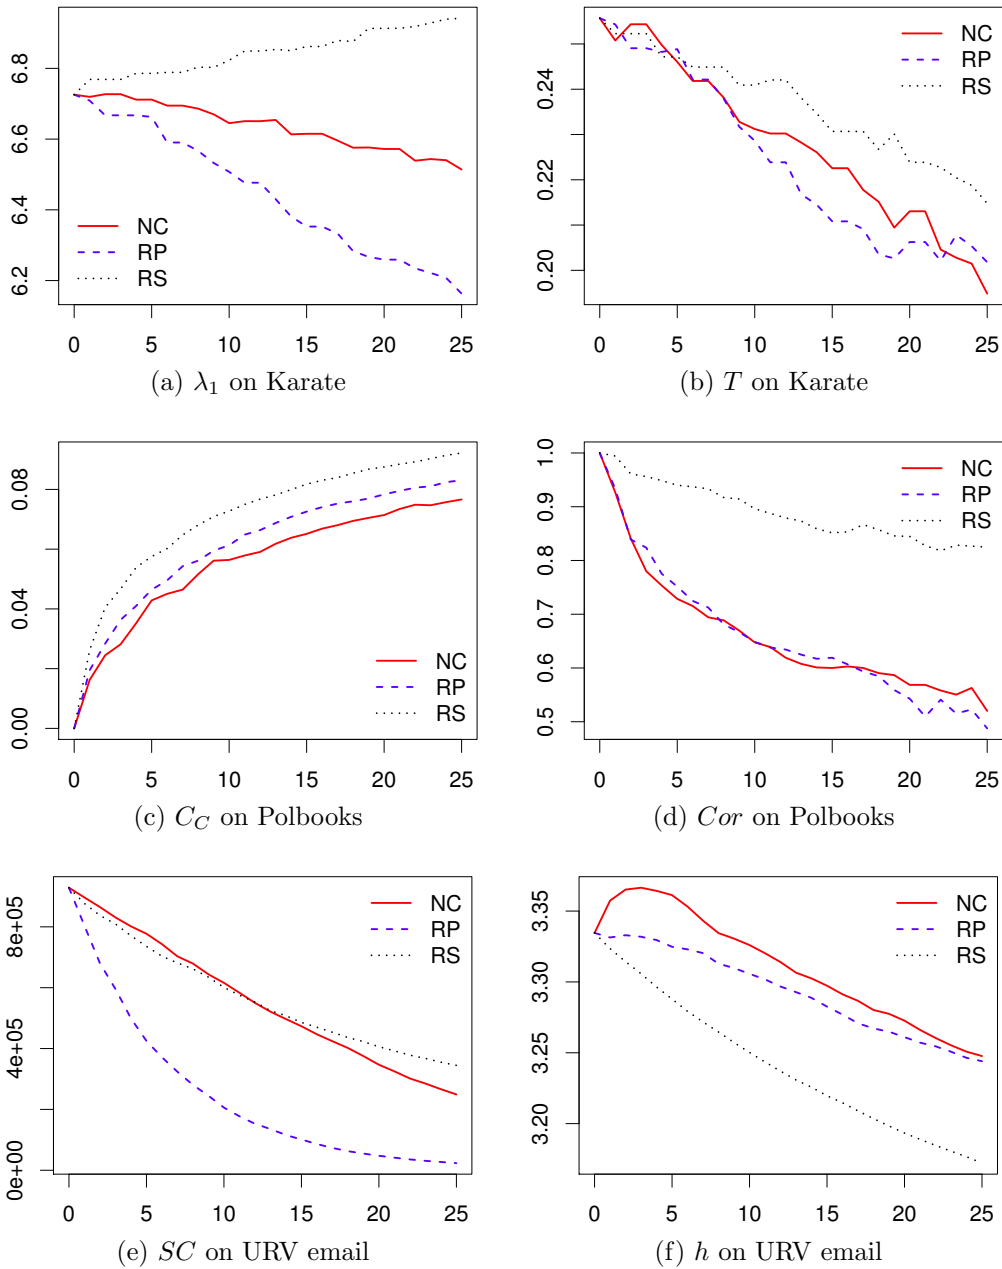 6.2 6.4 6.6 6.8
NC
RP
RS
0 5 10 15 20 25
(a) λ₁ on Karate
0.20 0.22 0.24
NC
RP
RS
0 5 10 15 20 25
(b) T on Karate
0.00 0.04 0.08
NC
RP
RS
0 5 10 15 20 25
(c) C_C on Polbooks
0.5 0.6 0.7 0.8 0.9 1.0
NC
RP
RS
0 5 10 15 20 25
(d) Cor on Polbooks
0e+00 4e+05 8e+05
NC
RP
RS
0 5 10 15 20 25
(e) SC on URV email
3.20 3.25 3.30 3.35
NC
RP
RS
0 5 10 15 20 25
(f) h on URV email